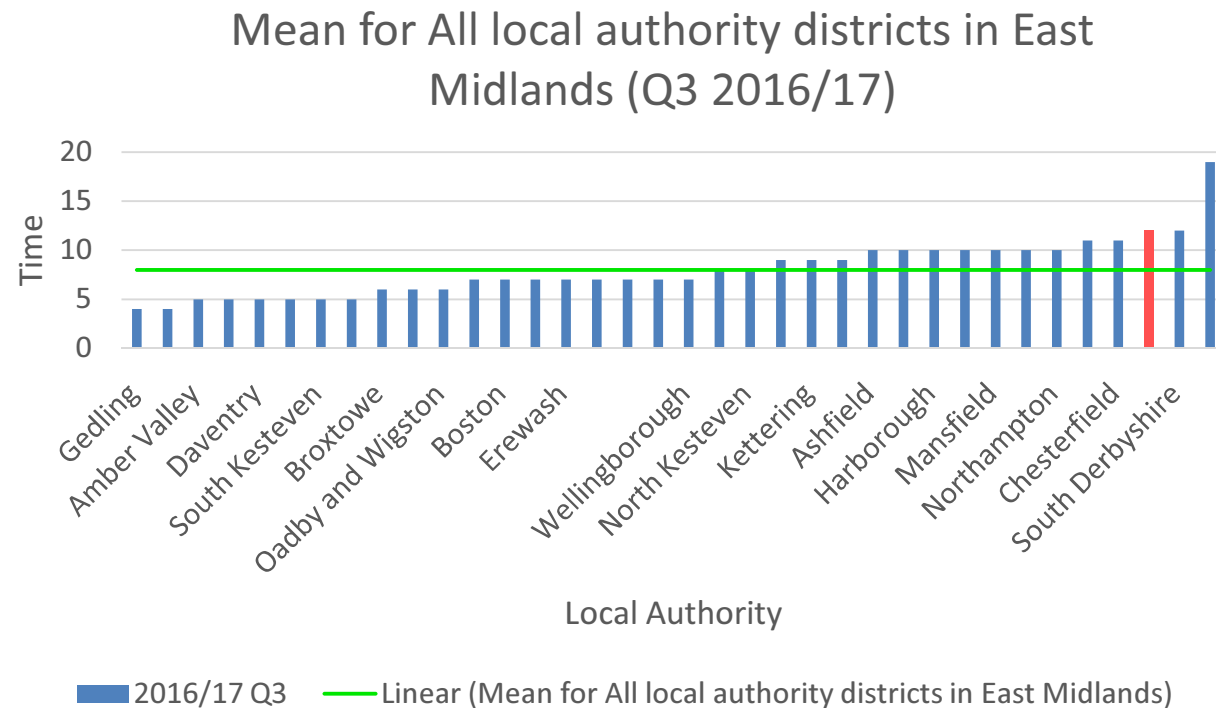 Mean for All local authority districts in East
Midlands (Q3 2016/17)
20
15
10
5
0
Time
Gedling
Amber Valley
Daventry
South Kesteven
Broxtowe
Oadby and Wigston
Boston
Erewash
Wellingborough
North Kesteven
Kettering
Ashfield
Harborough
Mansfield
Northampton
Chesterfield
South Derbyshire
Local Authority
2016/17 Q3 Linear (Mean for All local authority districts in East Midlands)